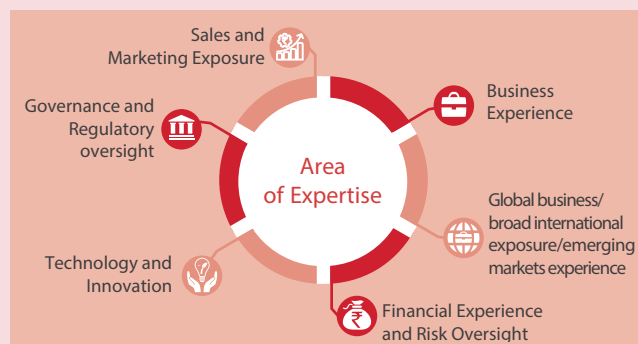 Sales and
Marketing Exposure
Business
Experience
Governance and
Regulatory
oversight
Area
of Expertise
Global business/
broad international
exposure/emerging
markets experience
Technology and
Innovation
Financial Experience
and Risk Oversight